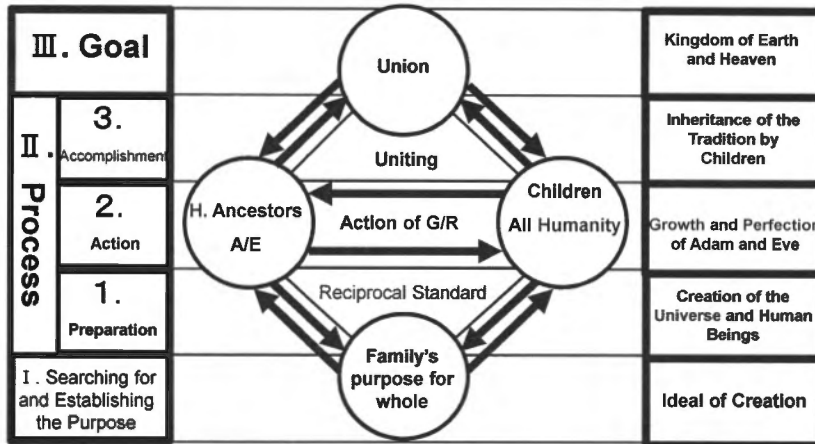 Ⅲ. Goal
Ⅱ. Process
3.
Accomplishment
2.
Action
1.
Preparation
Ⅰ. Searching for
and Establishing
the Purpose
Union
Uniting
H. Ancestors
A/E
Action of G/R
Children
All Humanity
Reciprocal Standard
Family's
purpose for
whole
Kingdom of Earth
and Heaven
Inheritance of the
Tradition by
Children
Growth and Perfection
of Adam and Eve
Creation of the
Universe and Human
Beings
Ideal of Creation